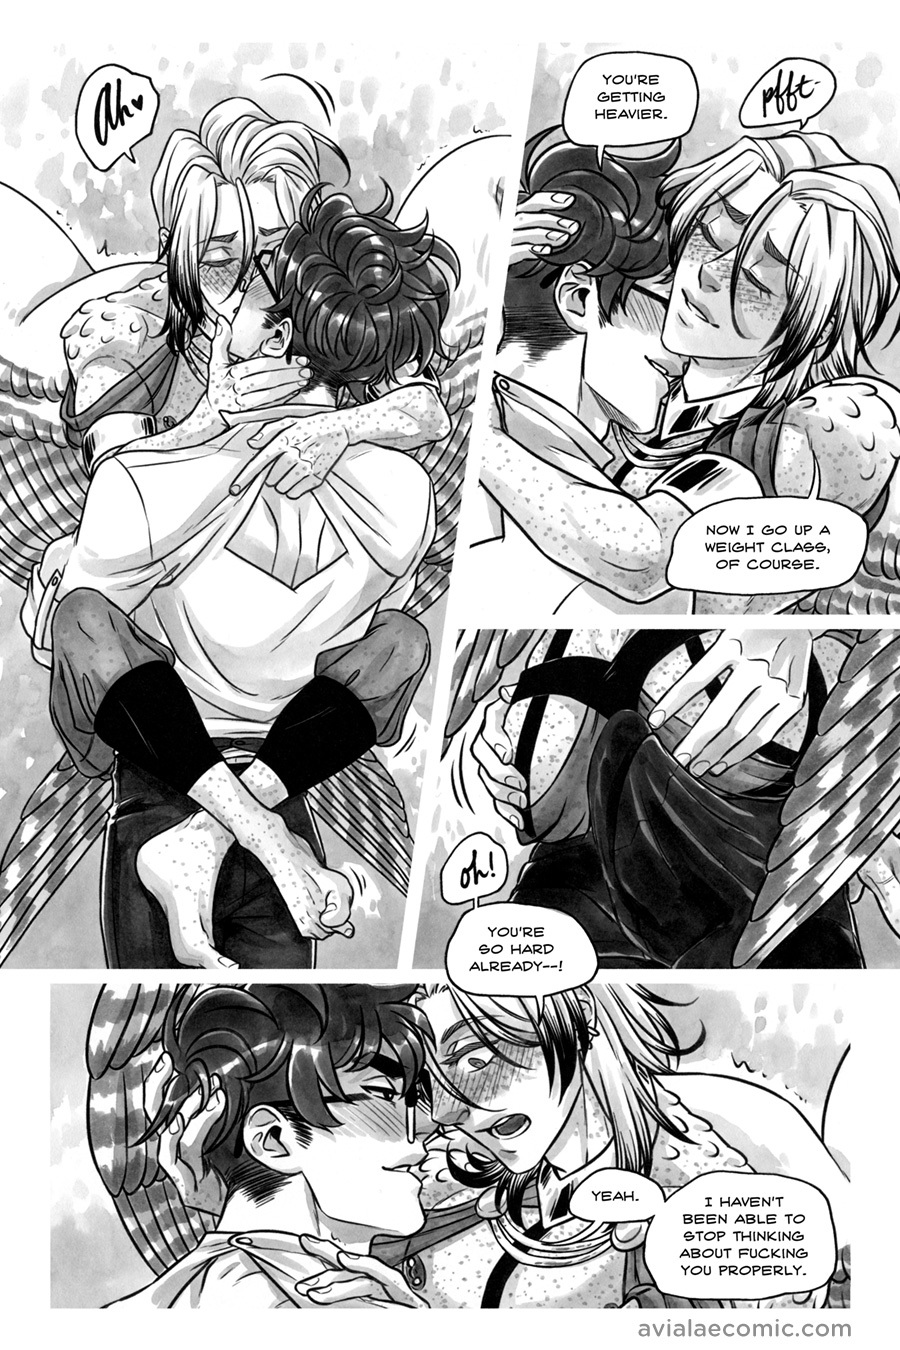 Ah♥
YOU'RE
GETTING
HEAVIER.
pfft-
NOW I GO UP A
WEIGHT CLASS,
OF COURSE.
oh!
YOU'RE
SO HARD
ALREADY--!
YEAH.
I HAVEN'T
BEEN ABLE TO
STOP THINKING
ABOUT FUCKING
YOU PROPERLY.
avialaecomic.com